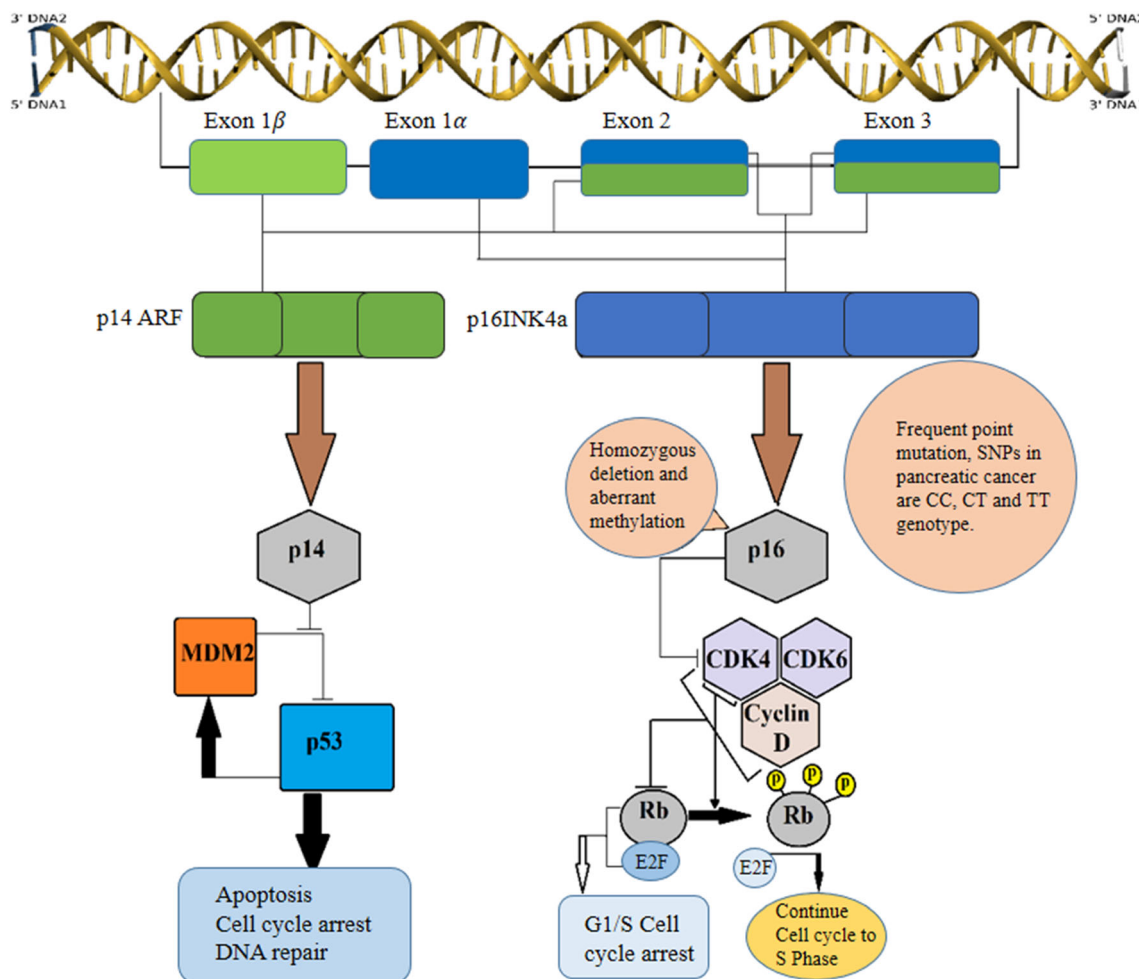 3' DNA2
5' DNA2
5' DNA1
3' DNA
Exon 1β
Exon 1α
Exon 2
Exon 3
p14 ARF
p16INK4a
Homozygous
deletion and
aberrant
methylation
Frequent point
mutation, SNPs in
pancreatic cancer
are CC, CT and TT
genotype.
p14
p16
MDM2
CDK4
CDK6
Cyclin
D
p53
p
p
p
Rb
Rb
E2F
E2F
Apoptosis
Cell cycle arrest
DNA repair
G1/S Cell
cycle arrest
Continue
Cell cycle to
S Phase